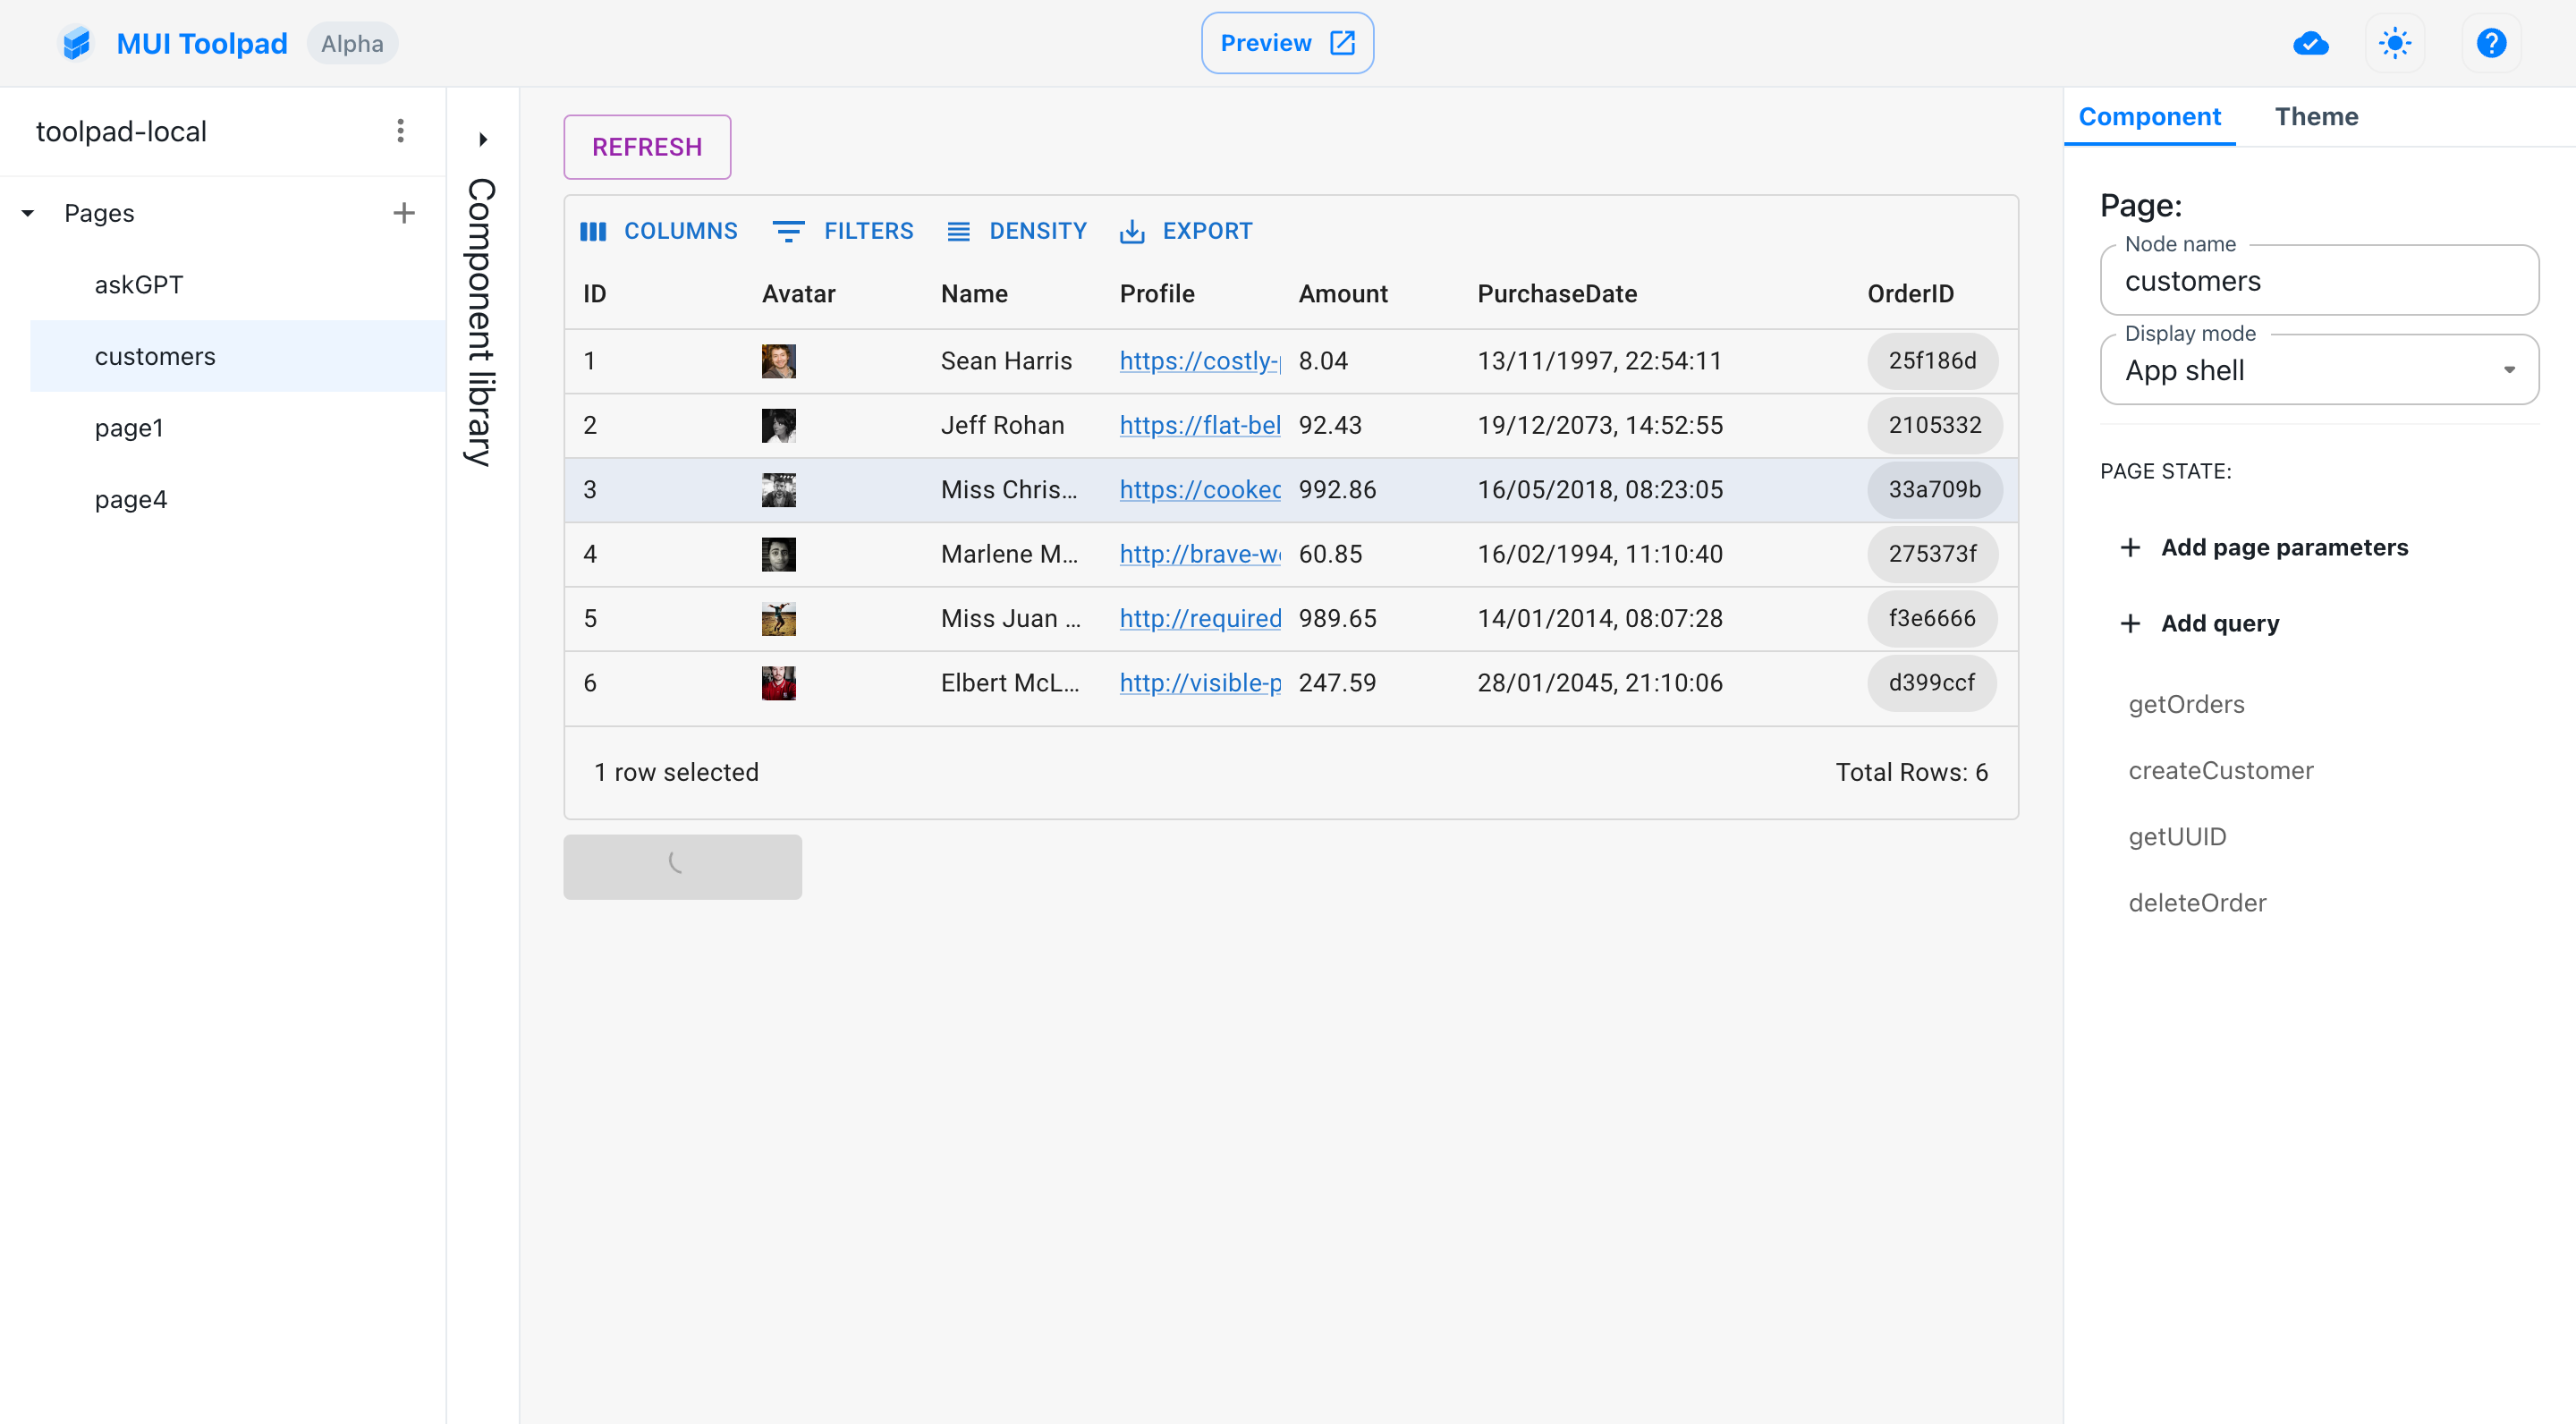 MUI Toolpad
Alpha
Preview
toolpad-local
Pages
askGPT
customers
page1
page4
Component library
REFRESH
COLUMNS FILTERS DENSITY EXPORT
ID Avatar Name Profile Amount PurchaseDate OrderID
1 Sean Harris https://costly- 8.04 13/11/1997, 22:54:11 25f186d
2 Jeff Rohan https://flat-bel 92.43 19/12/2073, 14:52:55 2105332
3 Miss Chris... https://cooked 992.86 16/05/2018, 08:23:05 33a709b
4 Marlene M... http://brave-w 60.85 16/02/1994, 11:10:40 275373f
5 Miss Juan ... http://required 989.65 14/01/2014, 08:07:28 f3e6666
6 Elbert McL... http://visible-p 247.59 28/01/2045, 21:10:06 d399ccf
1 row selected
Total Rows: 6
Component Theme
Page:
Node name
customers
Display mode
App shell
PAGE STATE:
Add page parameters
Add query
getOrders
createCustomer
getUUID
deleteOrder